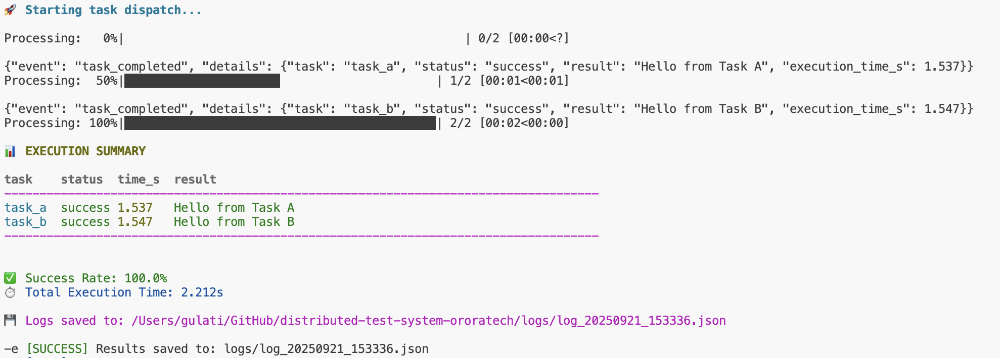 🚀 Starting task dispatch...
Processing:   0%|                                                | 0/2 [00:00<?]
{"event": "task_completed", "details": {"task": "task_a", "status": "success", "result": "Hello from Task A", "execution_time_s": 1.537}}
Processing:  50%|██████████████████████                      | 1/2 [00:01<00:01]
{"event": "task_completed", "details": {"task": "task_b", "status": "success", "result": "Hello from Task B", "execution_time_s": 1.547}}
Processing: 100%|████████████████████████████████████████████| 2/2 [00:02<00:00]
📊 EXECUTION SUMMARY
task    status  time_s  result
------------------------------------------------------------------------------------
task_a  success 1.537   Hello from Task A
task_b  success 1.547   Hello from Task B
------------------------------------------------------------------------------------
✅ Success Rate: 100.0%
⏱ Total Execution Time: 2.212s
💾 Logs saved to: /Users/gulati/GitHub/distributed-test-system-ororatech/logs/log_20250921_153336.json
-e [SUCCESS] Results saved to: logs/log_20250921_153336.json